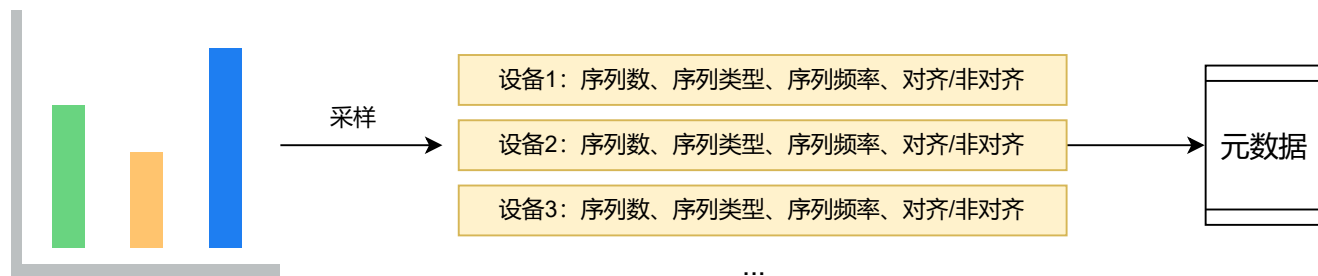 采样
设备1：序列数、序列类型、序列频率、对齐/非对齐
设备2：序列数、序列类型、序列频率、对齐/非对齐
设备3：序列数、序列类型、序列频率、对齐/非对齐
...
元数据